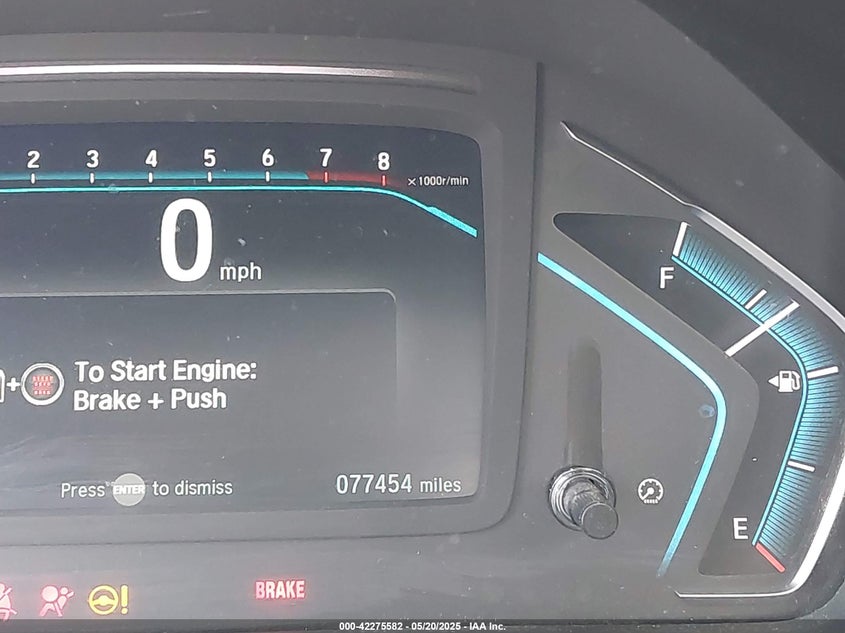 2 3 4 5 6 7 8
×1000r/min
0 mph
F
+
To Start Engine:
Brake + Push
Press ENTER to dismiss
077454 miles
E
!
BRAKE
000-42275582 - 05/20/2025 - IAA Inc.